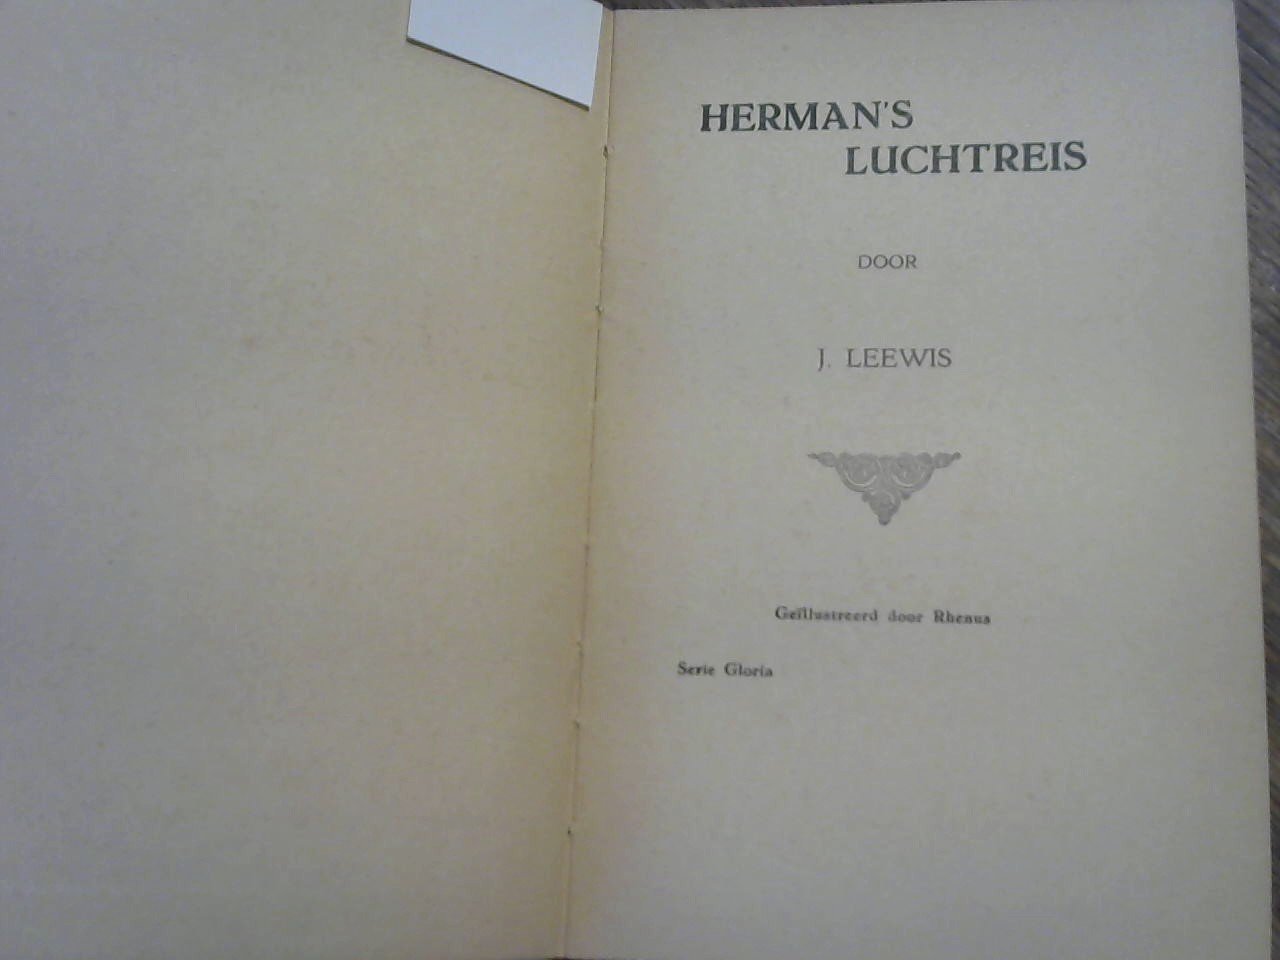 HERMAN'S
LUCHTREIS
DOOR
J. LEEWIS
Geïllustreerd door Rhenus
Serie Gloria